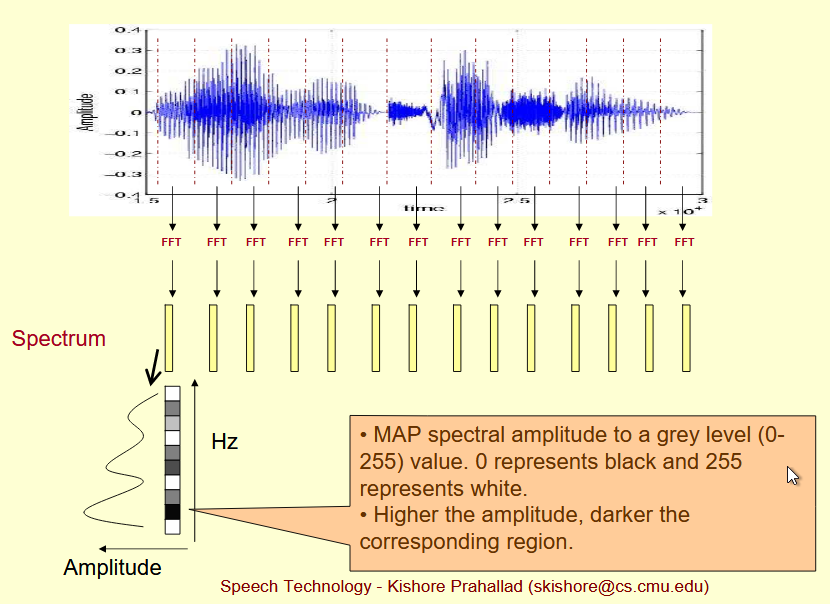 0.4
0.3
0.2
0.1
0
-0.1
-0.2
-0.3
-0.4
Amplitude
1.5 2 2.5 3
time
x 10⁴
FFT FFT FFT FFT FFT FFT FFT FFT FFT FFT FFT FFT FFT FFT
Spectrum
Hz
Amplitude
• MAP spectral amplitude to a grey level (0-
255) value. 0 represents black and 255
represents white.
• Higher the amplitude, darker the
corresponding region.
Speech Technology - Kishore Prahallad (skishore@cs.cmu.edu)